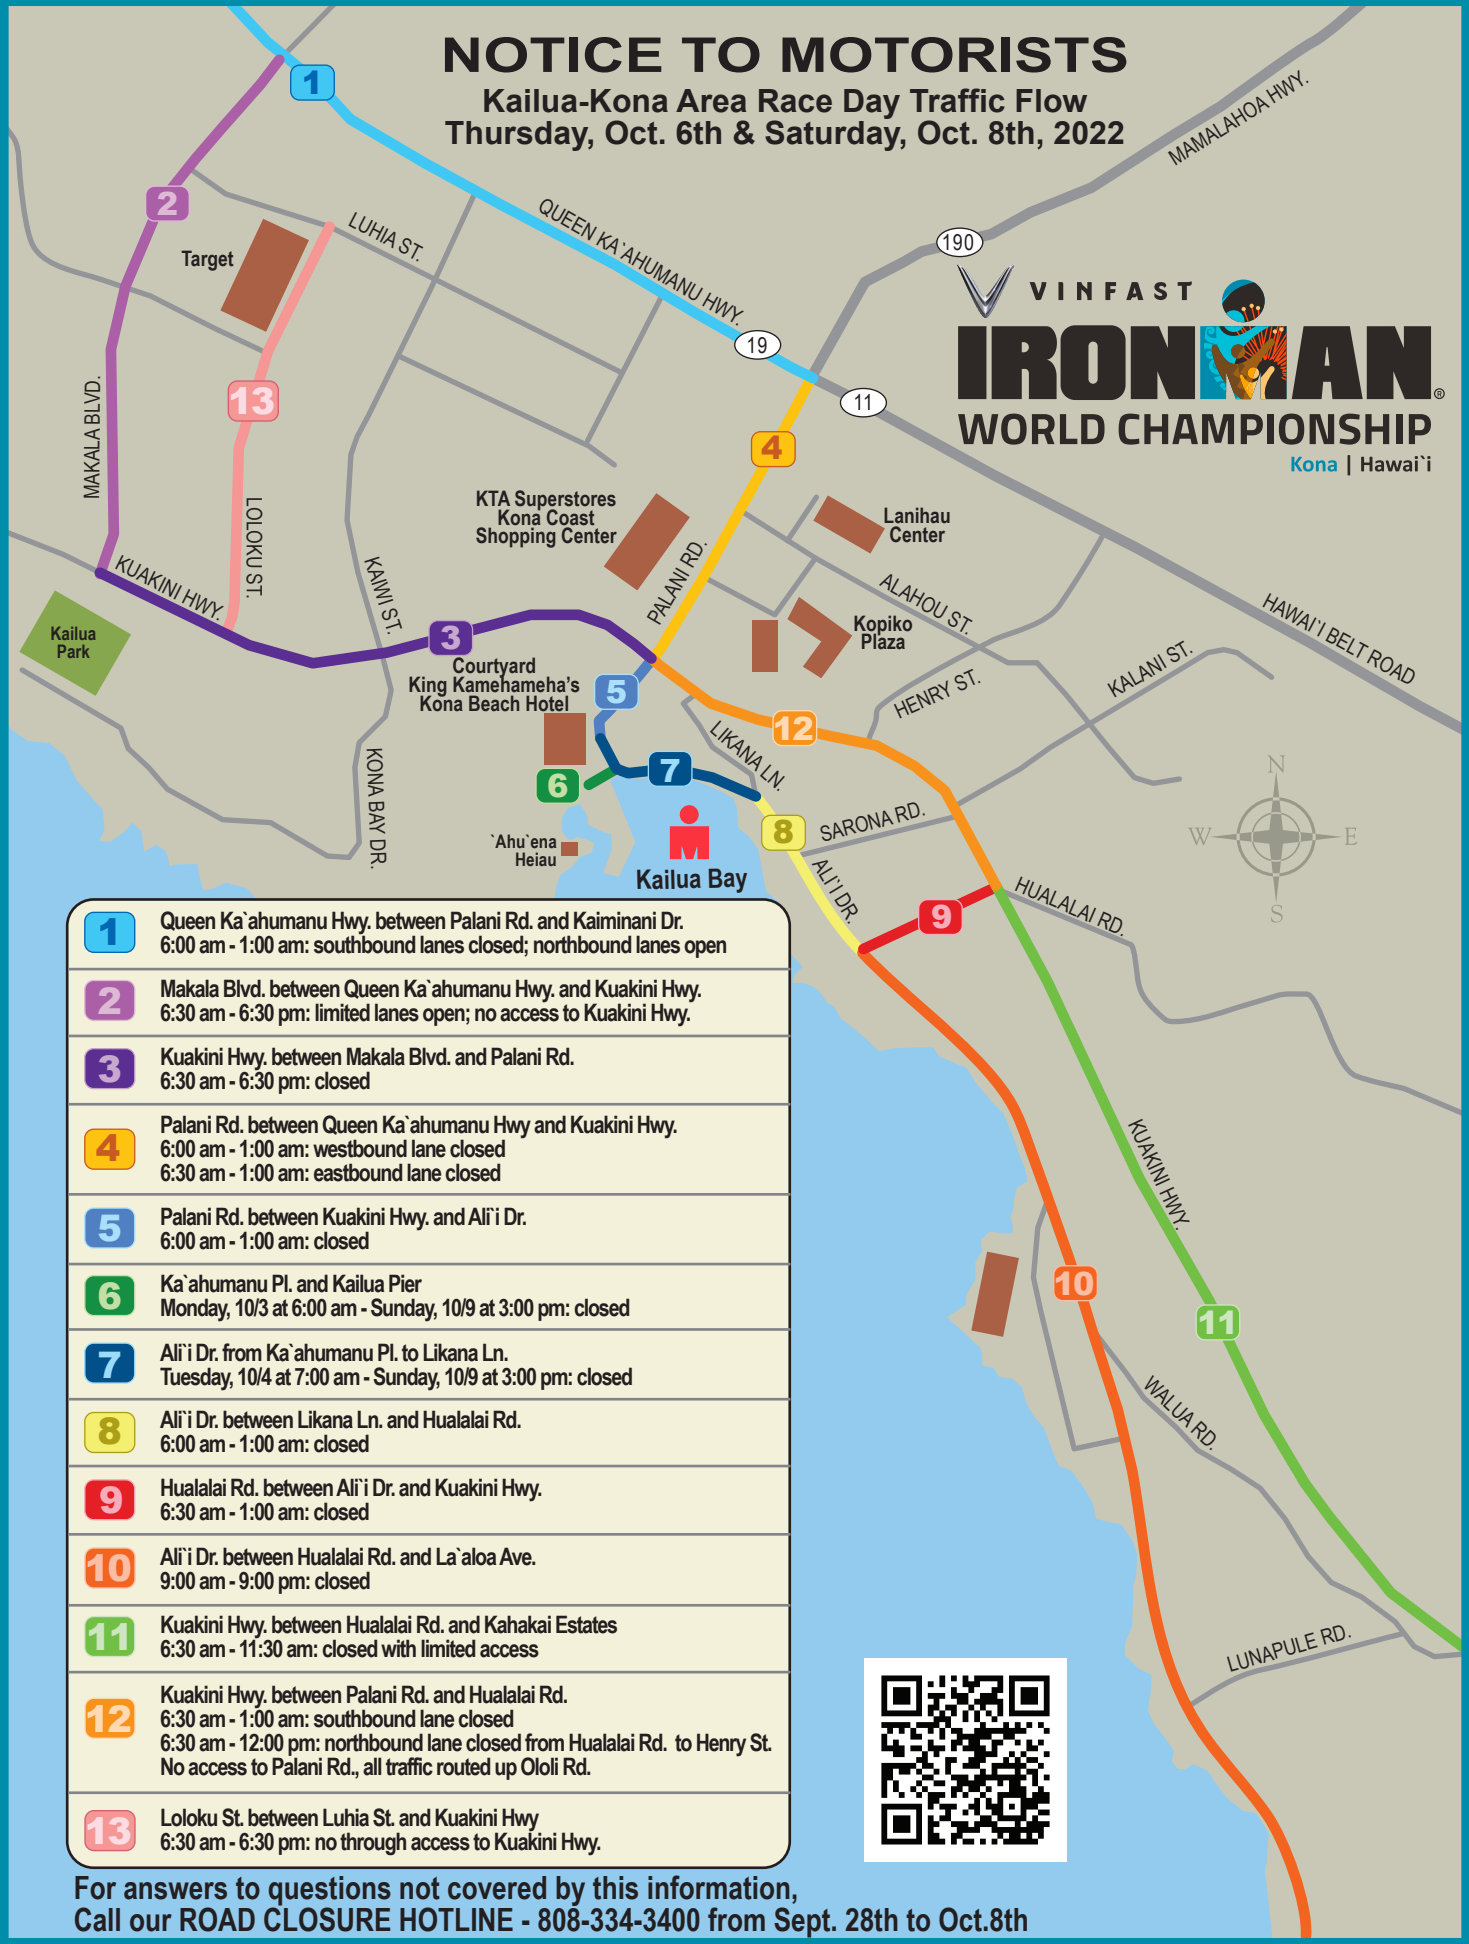 NOTICE TO MOTORISTS
Kailua-Kona Area Race Day Traffic Flow
Thursday, Oct. 6th & Saturday, Oct. 8th, 2022
MAMALAHOA HWY.
1
2
LUHIA ST.
QUEEN KA`AHUMANU HWY.
190
Target
VINFAST
IRONMAN®
WORLD CHAMPIONSHIP
Kona | Hawai`i
19
11
13
MAKALA BLVD.
4
KTA Superstores
Kona Coast
Shopping Center
Lanihau
Center
LOLOKU ST.
KUAKINI HWY.
KAIWI ST.
PALANI RD.
ALAHOU ST.
HAWAI`I BELT ROAD
Kailua
Park
3
Kopiko
Plaza
KALANI ST.
HENRY ST.
Courtyard
King Kamehameha's
Kona Beach Hotel
5
12
LIKANA LN.
KONA BAY DR.
6
7
8
SARONA RD.
`Ahu`ena
Heiau
Kailua Bay
ALI`I DR.
9
HUALALAI RD.
N
W
E
S
KUAKINI HWY.
10
11
WALUA RD.
LUNAPULE RD.
1
Queen Ka`ahumanu Hwy. between Palani Rd. and Kaiminani Dr.
6:00 am - 1:00 am: southbound lanes closed; northbound lanes open
2
Makala Blvd. between Queen Ka`ahumanu Hwy. and Kuakini Hwy.
6:30 am - 6:30 pm: limited lanes open; no access to Kuakini Hwy.
3
Kuakini Hwy. between Makala Blvd. and Palani Rd.
6:30 am - 6:30 pm: closed
4
Palani Rd. between Queen Ka`ahumanu Hwy and Kuakini Hwy.
6:00 am - 1:00 am: westbound lane closed
6:30 am - 1:00 am: eastbound lane closed
5
Palani Rd. between Kuakini Hwy. and Ali`i Dr.
6:00 am - 1:00 am: closed
6
Ka`ahumanu Pl. and Kailua Pier
Monday, 10/3 at 6:00 am - Sunday, 10/9 at 3:00 pm: closed
7
Ali`i Dr. from Ka`ahumanu Pl. to Likana Ln.
Tuesday, 10/4 at 7:00 am - Sunday, 10/9 at 3:00 pm: closed
8
Ali`i Dr. between Likana Ln. and Hualalai Rd.
6:00 am - 1:00 am: closed
9
Hualalai Rd. between Ali`i Dr. and Kuakini Hwy.
6:30 am - 1:00 am: closed
10
Ali`i Dr. between Hualalai Rd. and La`aloa Ave.
9:00 am - 9:00 pm: closed
11
Kuakini Hwy. between Hualalai Rd. and Kahakai Estates
6:30 am - 11:30 am: closed with limited access
12
Kuakini Hwy. between Palani Rd. and Hualalai Rd.
6:30 am - 1:00 am: southbound lane closed
6:30 am - 12:00 pm: northbound lane closed from Hualalai Rd. to Henry St.
No access to Palani Rd., all traffic routed up Ololi Rd.
13
Loloku St. between Luhia St. and Kuakini Hwy
6:30 am - 6:30 pm: no through access to Kuakini Hwy.
For answers to questions not covered by this information,
Call our ROAD CLOSURE HOTLINE - 808-334-3400 from Sept. 28th to Oct.8th